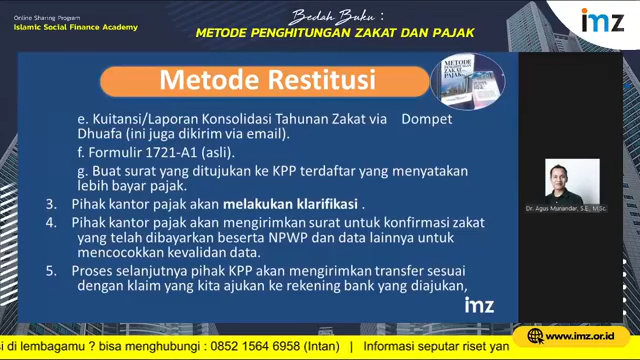 Online Sharing Program
Islamic Social Finance Academy
Bedah Buku :
METODE PENGHITUNGAN ZAKAT DAN PAJAK
imz
Metode Restitusi
METODE
PENGHITUNGAN
ZAKAT
PAJAK
e. Kuitansi/Laporan Konsolidasi Tahunan Zakat via Dompet
Dhuafa (ini juga dikirim via email).
f. Formulir 1721-A1 (asli).
g. Buat surat yang ditujukan ke KPP terdaftar yang menyatakan
lebih bayar pajak.
3. Pihak kantor pajak akan melakukan klarifikasi .
4. Pihak kantor pajak akan mengirimkan surat untuk konfirmasi zakat
yang telah dibayarkan beserta NPWP dan data lainnya untuk
mencocokkan kevalidan data.
5. Proses selanjutnya pihak KPP akan mengirimkan transfer sesuai
dengan klaim yang kita ajukan ke rekening bank yang diajukan,
imz
Dr. Agus Munandar, S.E., M.Sc.
si di lembagamu ? bisa menghubungi : 0852 1564 6958 (Intan) | Informasi seputar riset yan
www.imz.or.id